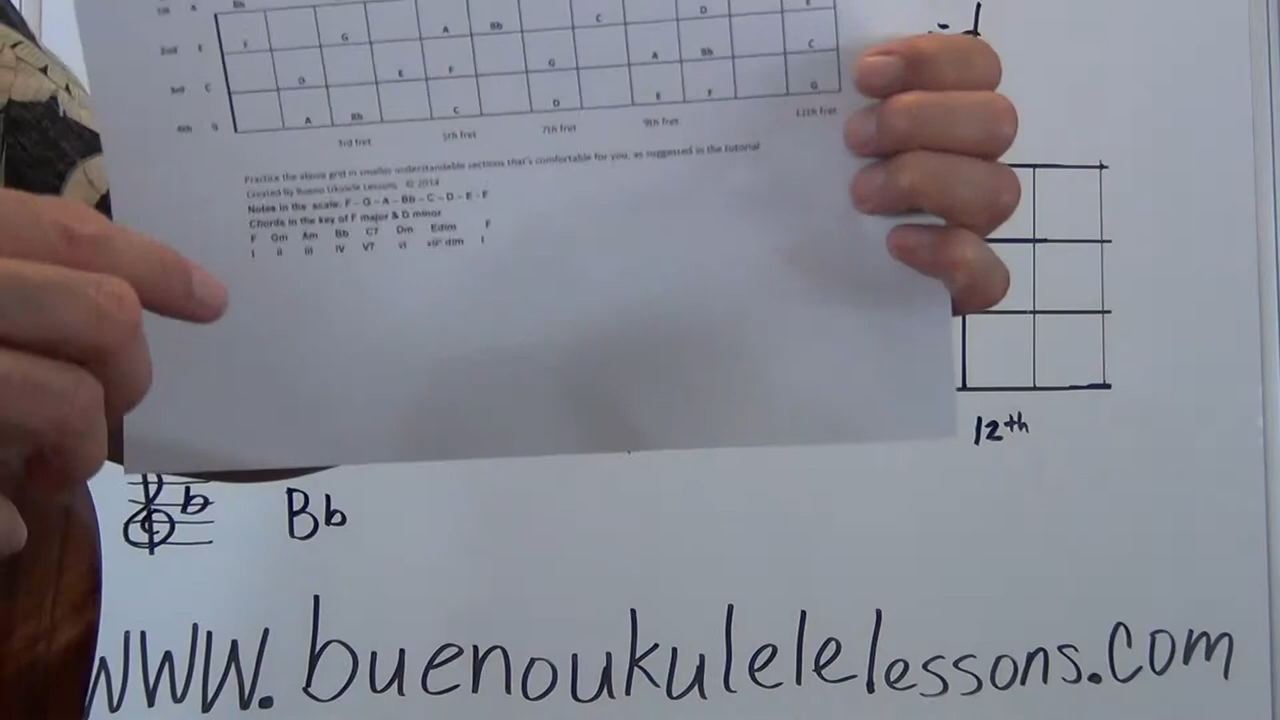 1st A Bb C D E
2nd E F G A Bb C
3rd C D E F G A Bb C
4th G A Bb C D E F G
3rd fret 5th fret 7th fret 9th fret 12th fret
Practice the above grid in smaller understandable sections that's comfortable for you, as suggested in the tutorial
Created By Bueno Ukulele Lessons © 2014
Notes in the scale: F - G - A - Bb - C - D - E - F
Chords in the key of F major & D minor
F Gm Am Bb C7 Dm Edim F
I ii iii IV V7 vi vii° dim I
12th
b Bb
www.buenoukulelelessons.com